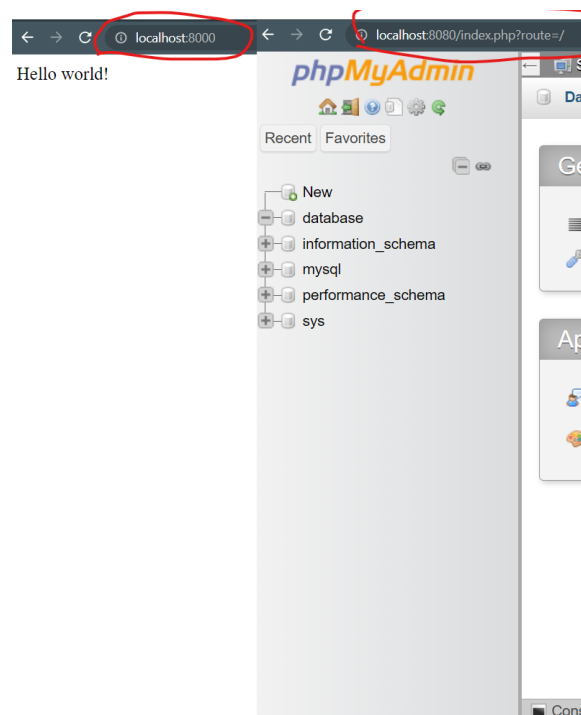 localhost:8000
Hello world!
localhost:8080/index.php?route=/
phpMyAdmin
Recent Favorites
New
database
information_schema
mysql
performance_schema
sys